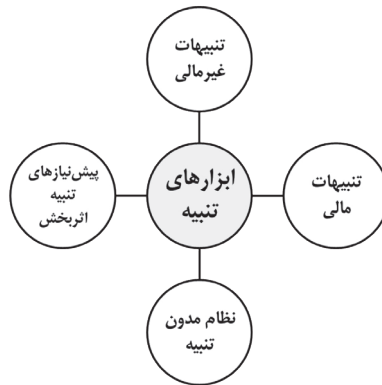 تنبیهات
غیرمالی
ابزارهای
تنبیه
تنبیهات
مالی
پیش‌نیازهای
تنبیه
اثربخش
نظام مدون
تنبیه